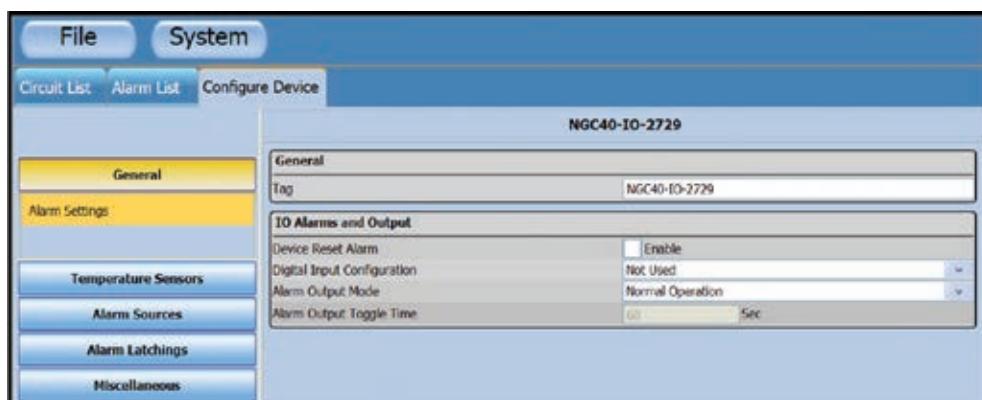 File System
Circuit List Alarm List Configure Device
NGC40-IO-2729
General
Alarm Settings
Temperature Sensors
Alarm Sources
Alarm Latchings
Miscellaneous
General
Tag NGC40-IO-2729
IO Alarms and Output
Device Reset Alarm Enable
Digital Input Configuration Not Used
Alarm Output Mode Normal Operation
Alarm Output Toggle Time 60 Sec